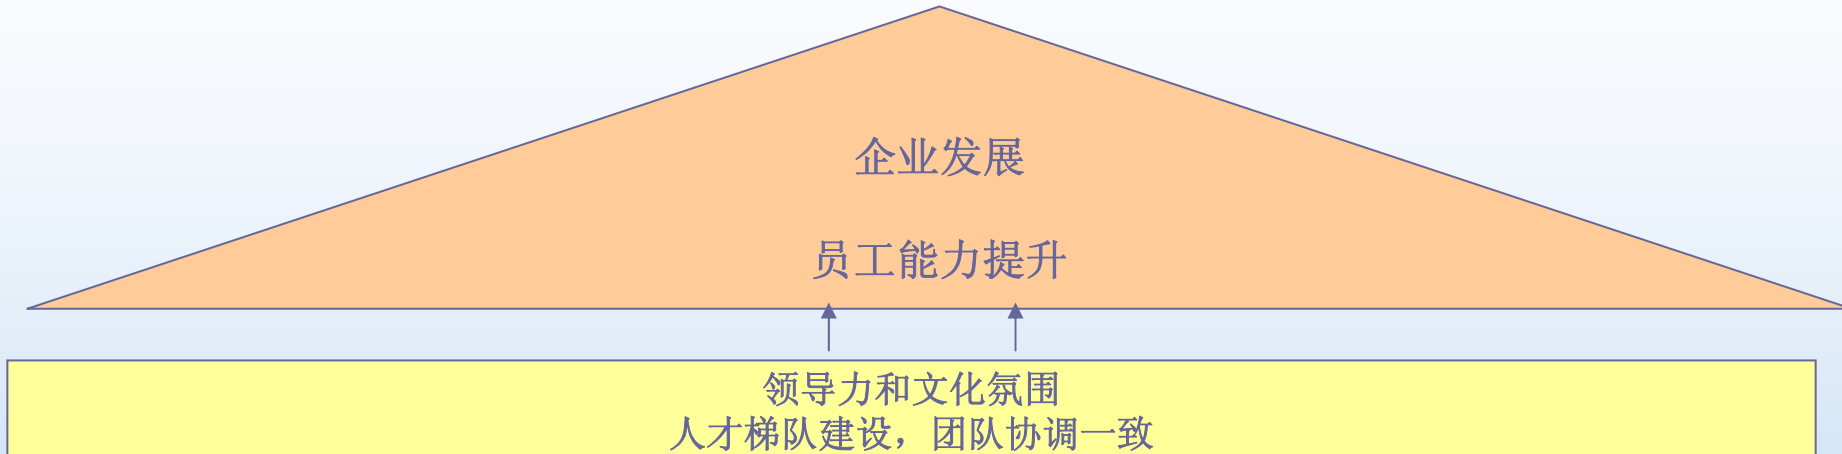 企业发展
员工能力提升
领导力和文化氛围
人才梯队建设，团队协调一致